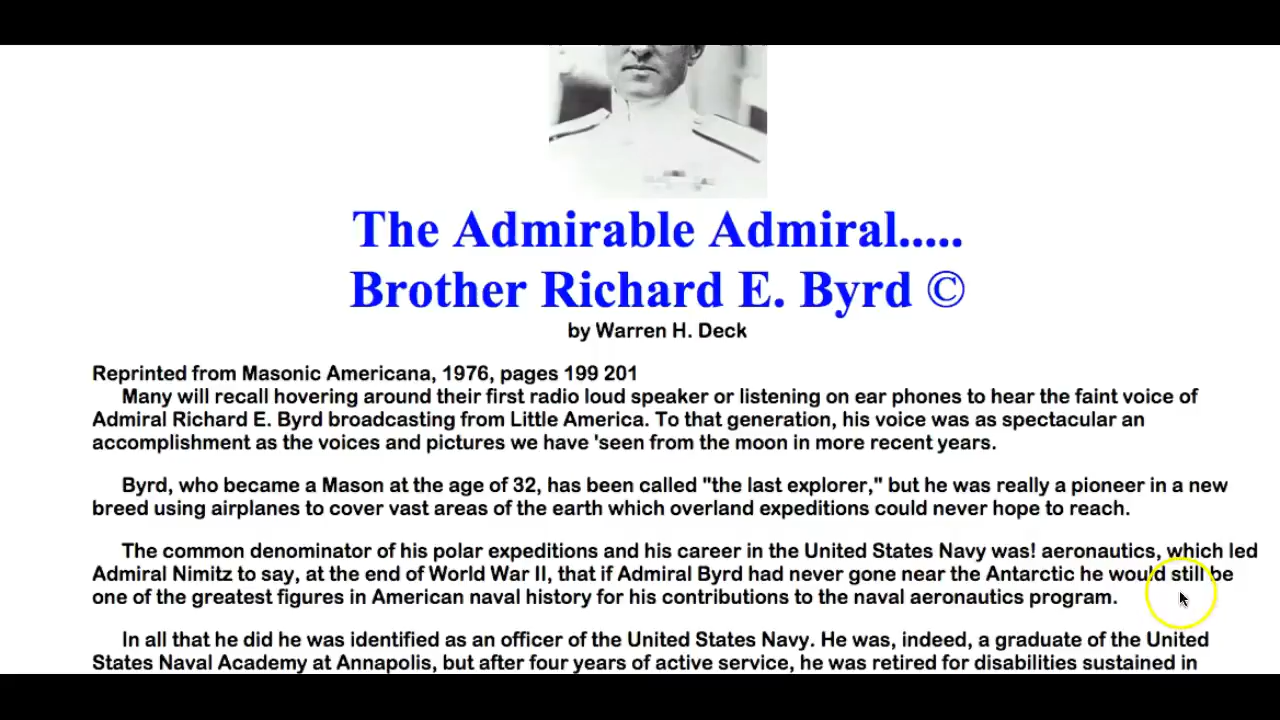 The Admirable Admiral.....
Brother Richard E. Byrd ©
by Warren H. Deck
Reprinted from Masonic Americana, 1976, pages 199 201
Many will recall hovering around their first radio loud speaker or listening on ear phones to hear the faint voice of
Admiral Richard E. Byrd broadcasting from Little America. To that generation, his voice was as spectacular an
accomplishment as the voices and pictures we have 'seen from the moon in more recent years.
Byrd, who became a Mason at the age of 32, has been called "the last explorer," but he was really a pioneer in a new
breed using airplanes to cover vast areas of the earth which overland expeditions could never hope to reach.
The common denominator of his polar expeditions and his career in the United States Navy was! aeronautics, which led
Admiral Nimitz to say, at the end of World War II, that if Admiral Byrd had never gone near the Antarctic he would still be
one of the greatest figures in American naval history for his contributions to the naval aeronautics program.
In all that he did he was identified as an officer of the United States Navy. He was, indeed, a graduate of the United
States Naval Academy at Annapolis, but after four years of active service, he was retired for disabilities sustained in